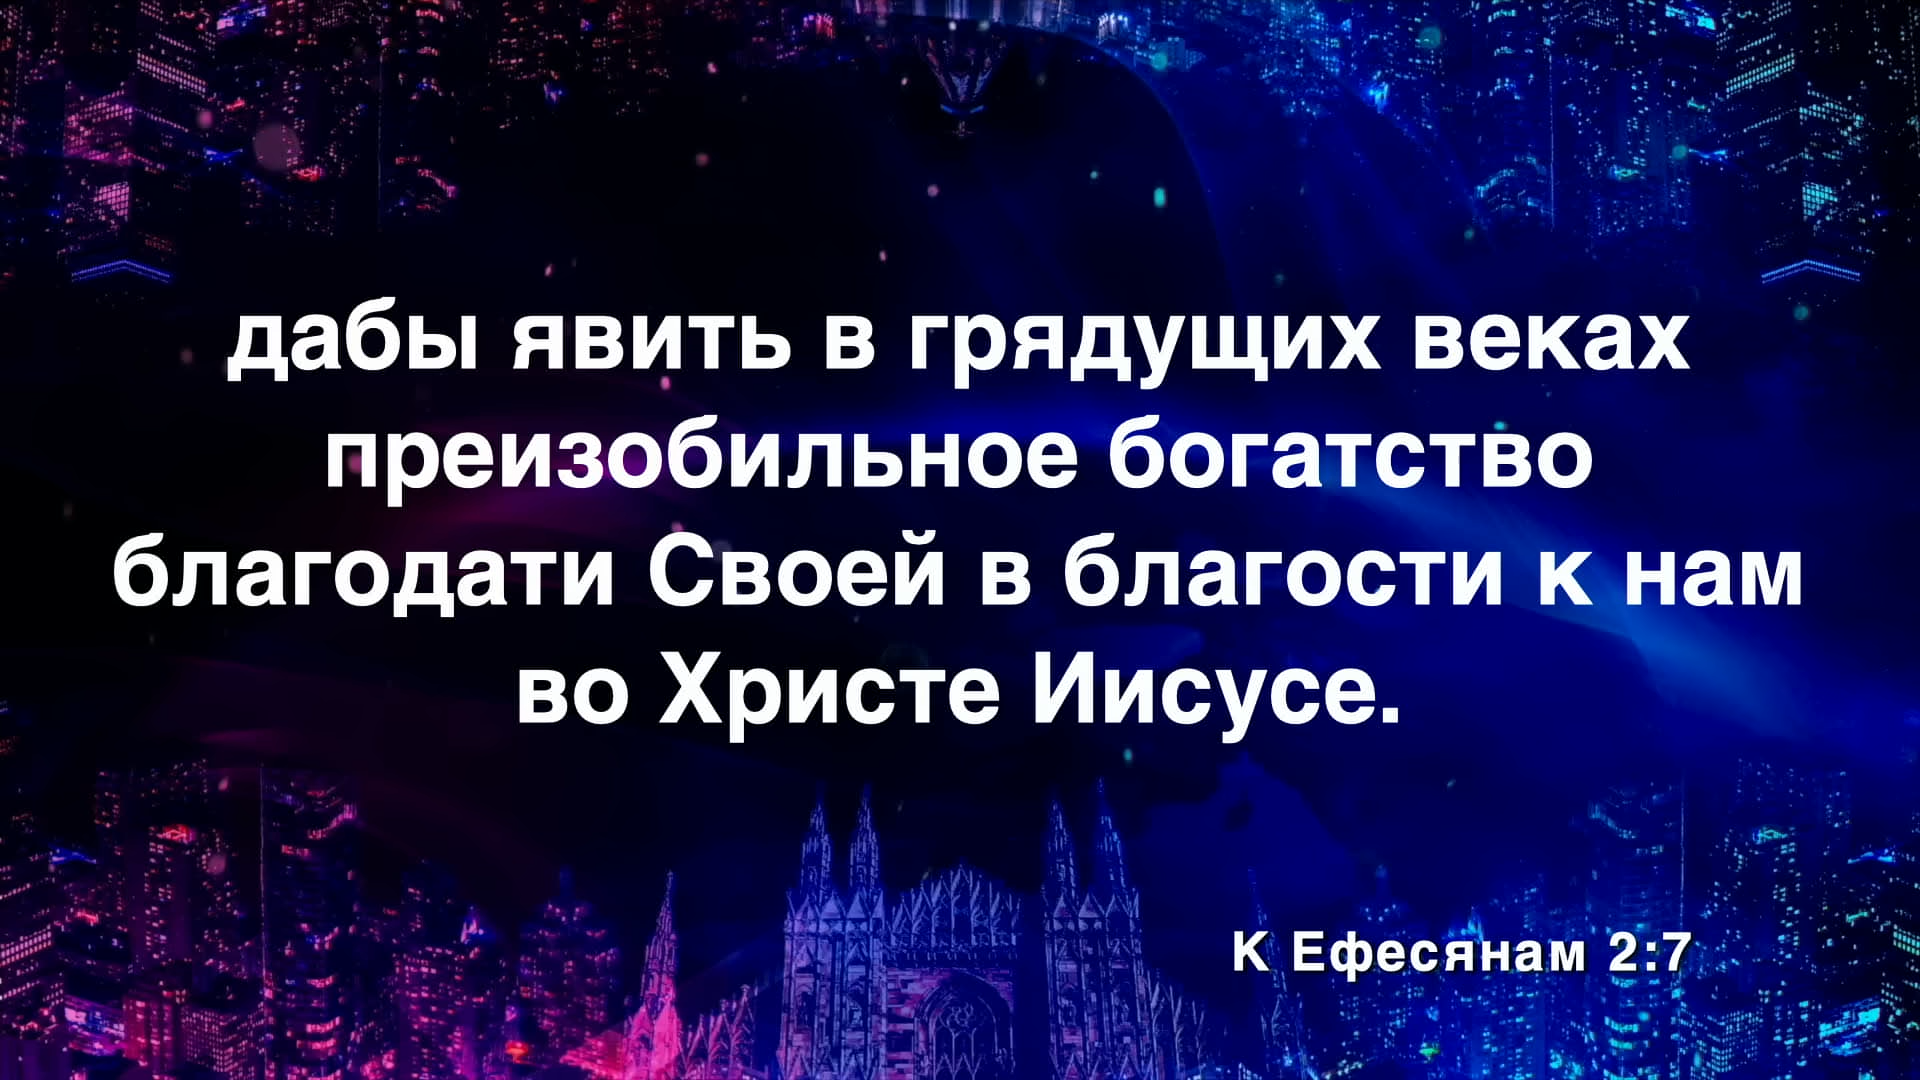 дабы явить в грядущих веках
преизобильное богатство
благодати Своей в благости к нам
во Христе Иисусе.
К Ефесянам 2:7